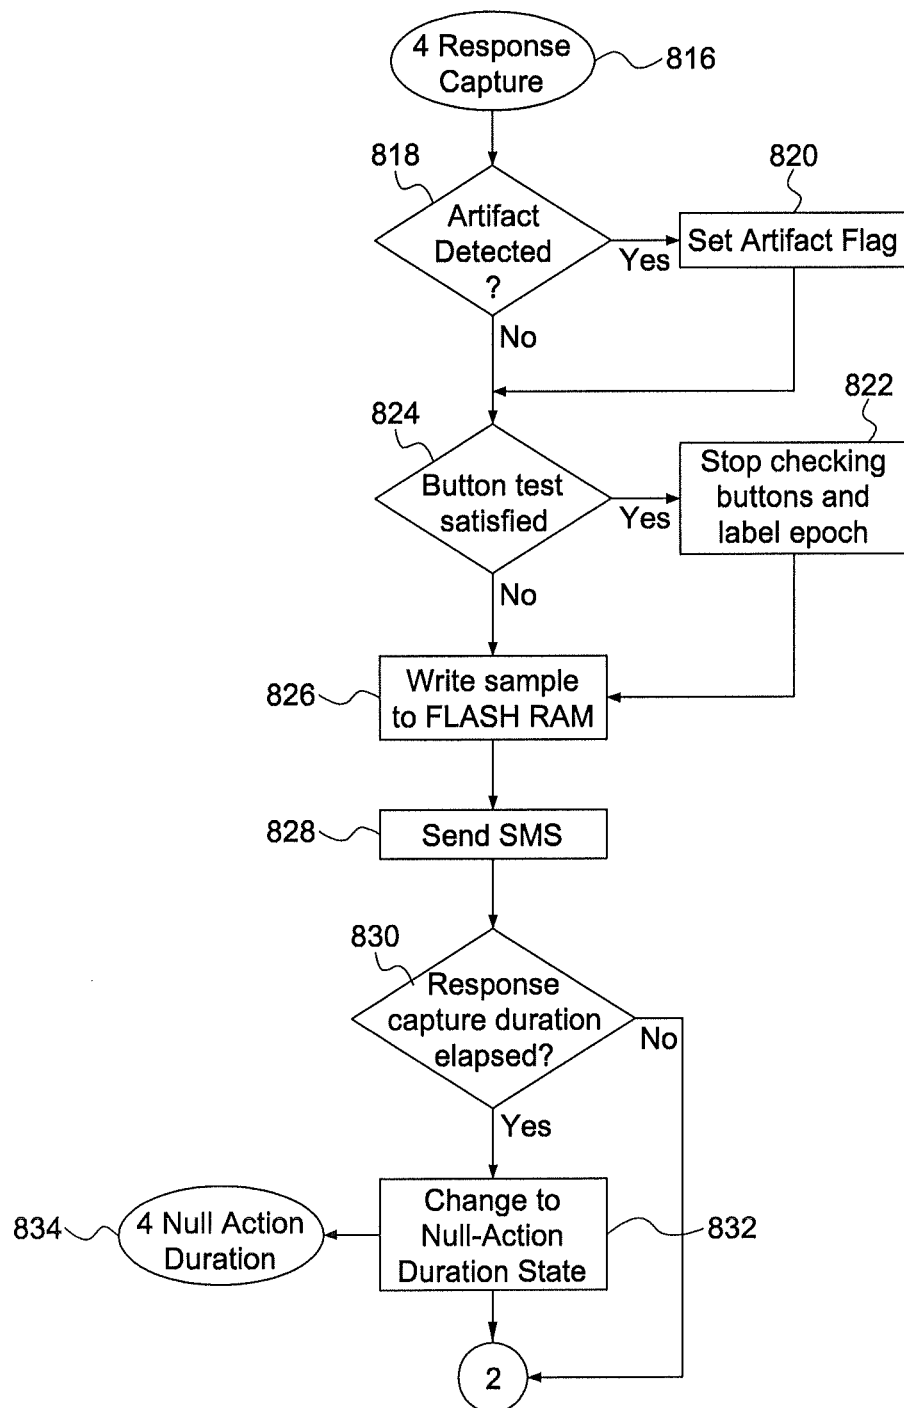 4 Response
Capture
816
818
Artifact
Detected
?
Yes
820
Set Artifact Flag
No
824
Button test
satisfied
Yes
822
Stop checking
buttons and
label epoch
No
826
Write sample
to FLASH RAM
828
Send SMS
830
Response
capture duration
elapsed?
No
Yes
834
4 Null Action
Duration
Change to
Null-Action
Duration State
832
2